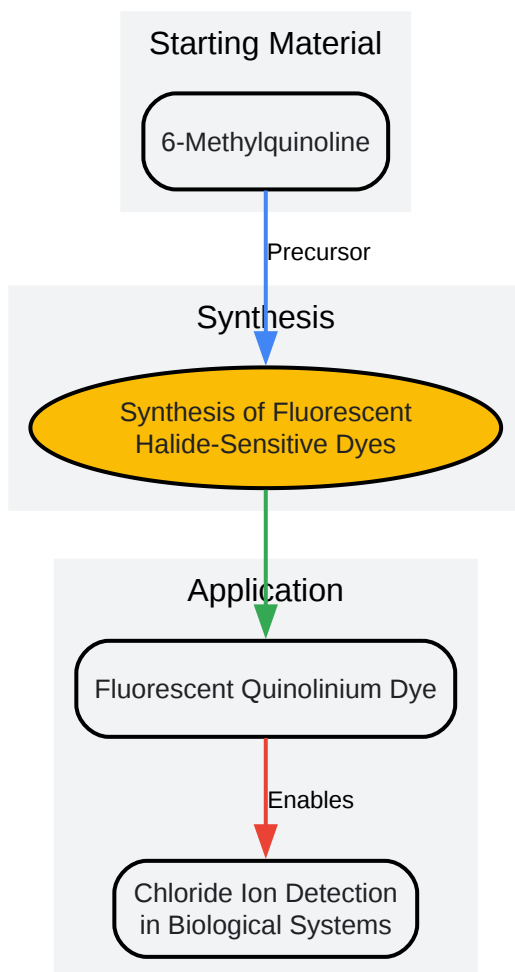 Starting Material
6-Methylquinoline
Precursor
Synthesis
Synthesis of Fluorescent
Halide-Sensitive Dyes
Application
Fluorescent Quinolinium Dye
Enables
Chloride Ion Detection
in Biological Systems